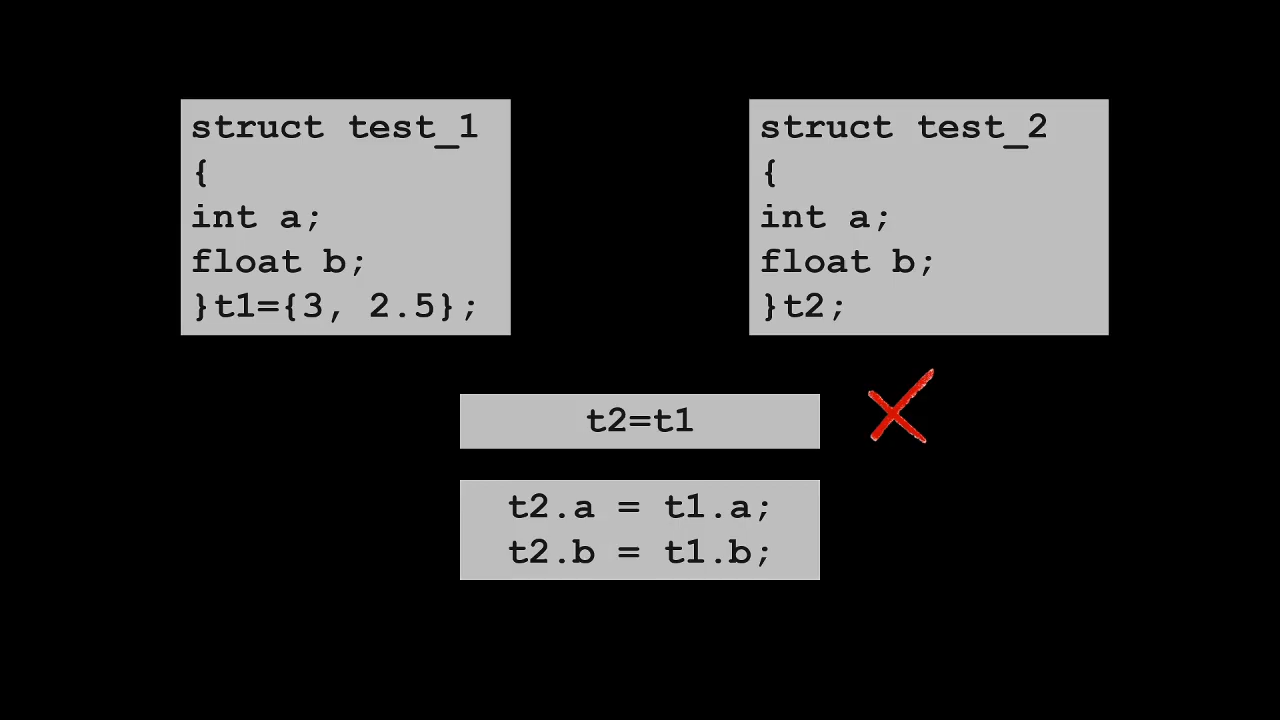 struct test_1
{
int a;
float b;
}t1={3, 2.5};
struct test_2
{
int a;
float b;
}t2;
t2=t1
t2.a = t1.a;
t2.b = t1.b;